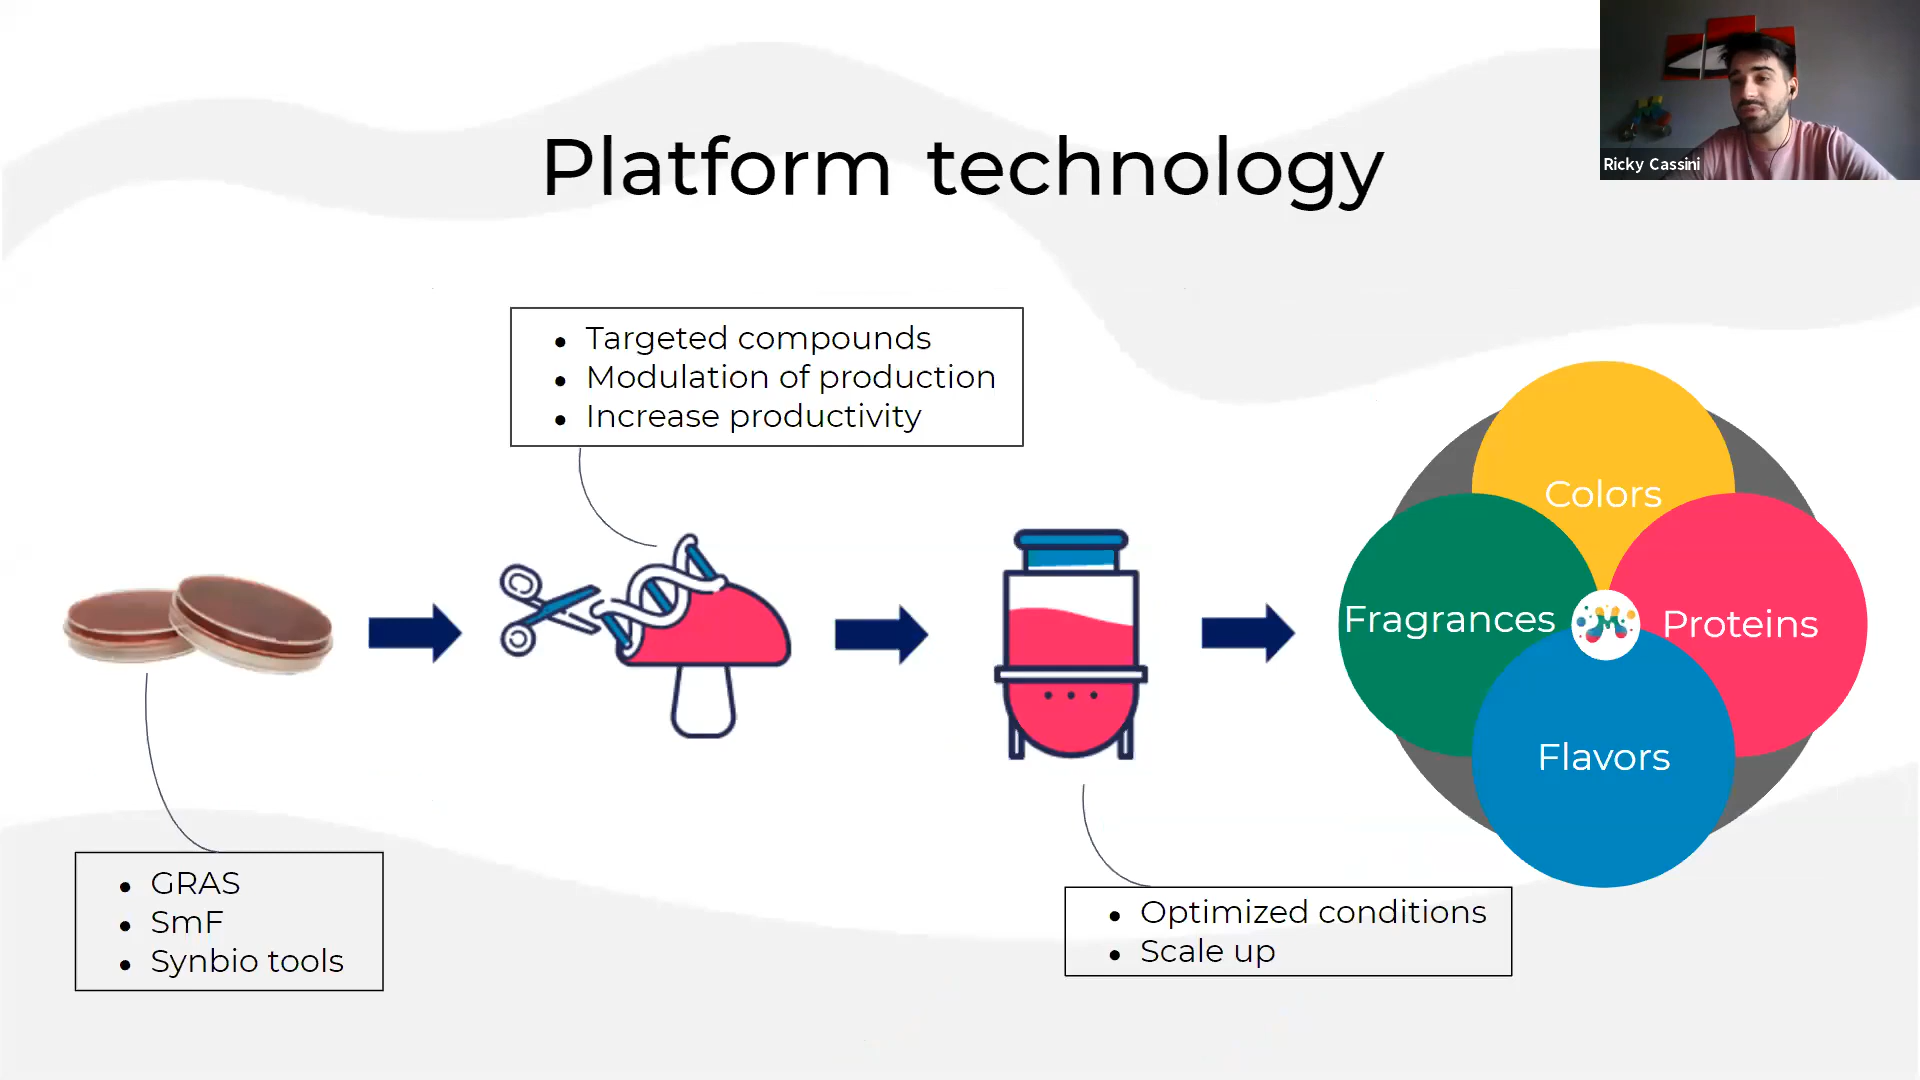 Ricky Cassini
Platform technology
Targeted compounds
Modulation of production
Increase productivity
Colors
Fragrances
Proteins
Flavors
GRAS
SmF
Synbio tools
Optimized conditions
Scale up